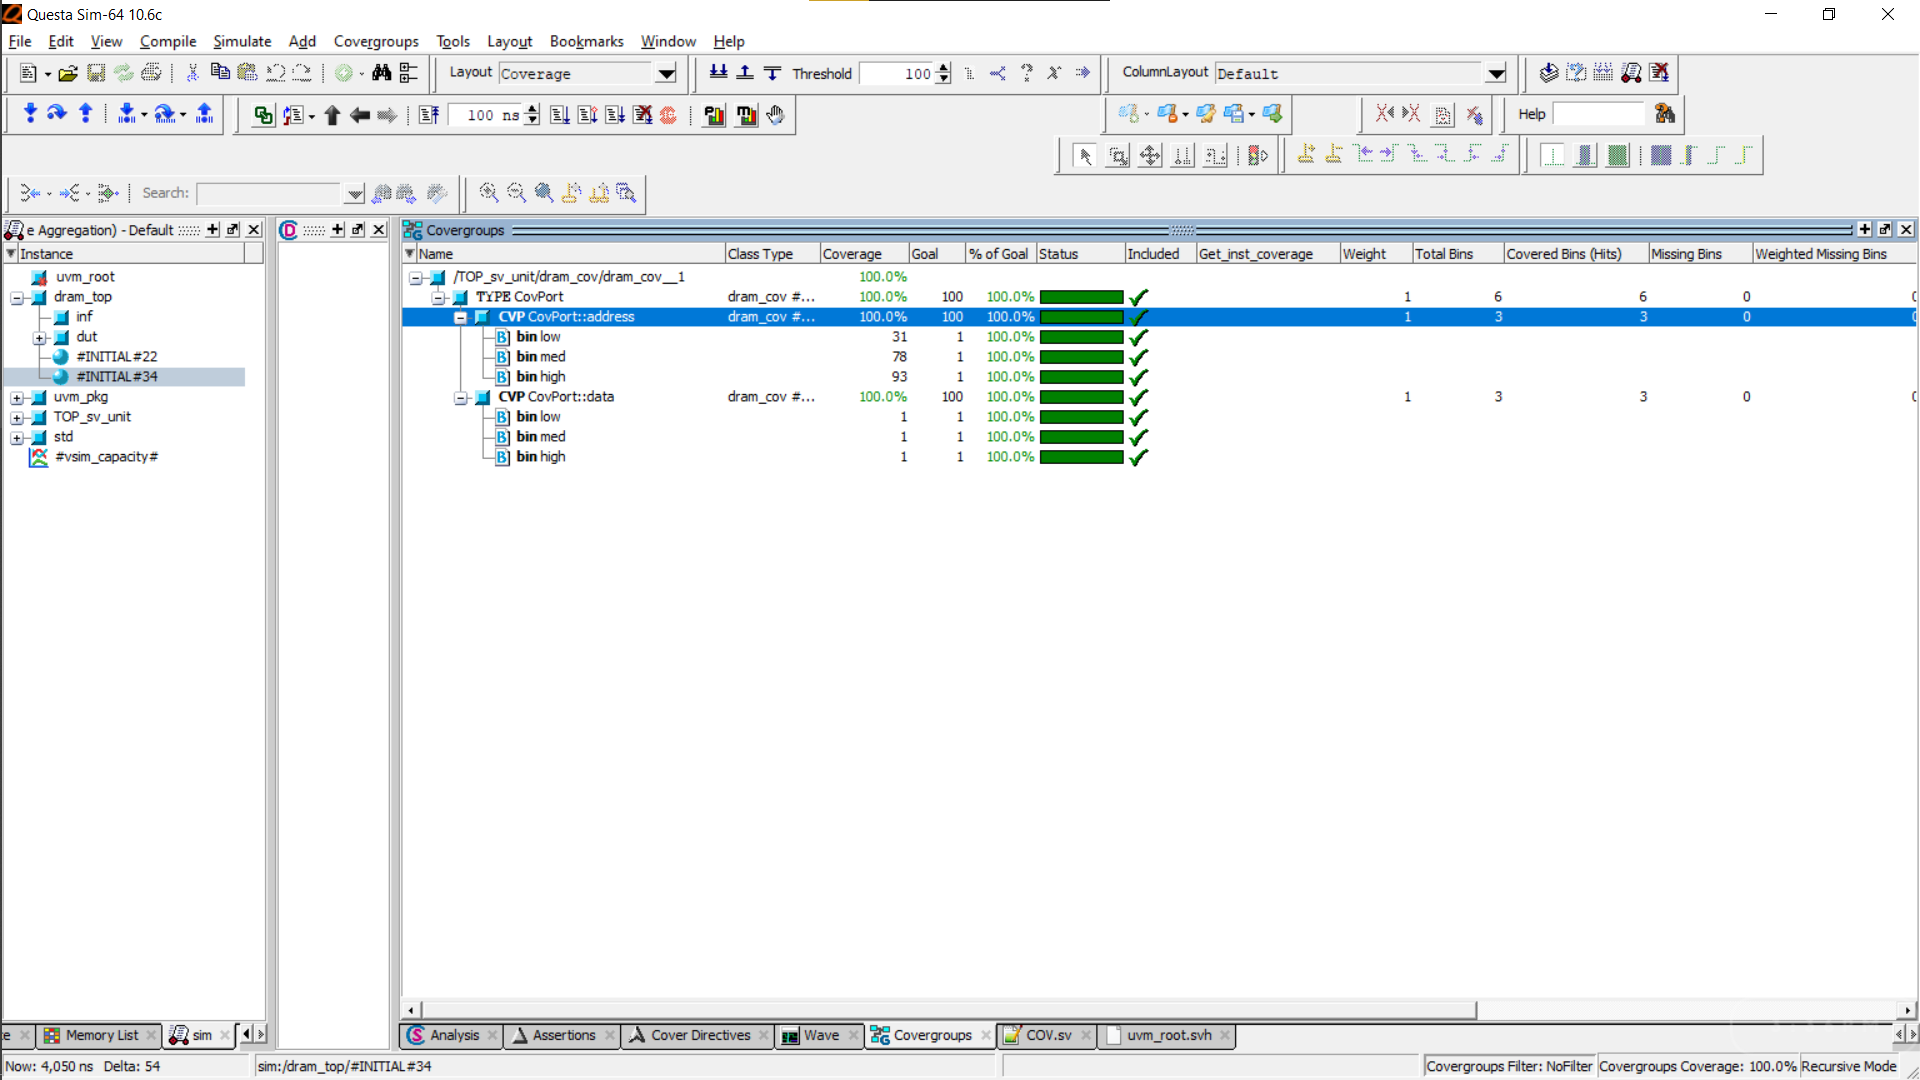 Questa Sim-64 10.6c
File Edit View Compile Simulate Add Covergroups Tools Layout Bookmarks Window Help
Layout Coverage Threshold 100 ColumnLayout Default
100 ns Help
Search:
e Aggregation) - Default
Instance
uvm_root
dram_top
inf
dut
#INITIAL#22
#INITIAL#34
uvm_pkg
TOP_sv_unit
std
#vsim_capacity#
Covergroups
Name Class Type Coverage Goal % of Goal Status Included Get_inst_coverage Weight Total Bins Covered Bins (Hits) Missing Bins Weighted Missing Bins
/TOP_sv_unit/dram_cov/dram_cov__1 100.0%
TYPE CovPort dram_cov #... 100.0% 100 100.0% 1 6 6 0
CVP CovPort::address dram_cov #... 100.0% 100 100.0% 1 3 3 0
B bin low 31 1 100.0%
B bin med 78 1 100.0%
B bin high 93 1 100.0%
CVP CovPort::data dram_cov #... 100.0% 100 100.0% 1 3 3 0
B bin low 1 1 100.0%
B bin med 1 1 100.0%
B bin high 1 1 100.0%
te Memory List sim Analysis Assertions Cover Directives Wave Covergroups COV.sv uvm_root.svh
Now: 4,050 ns Delta: 54 sim:/dram_top/#INITIAL#34 Covergroups Filter: NoFilter Covergroups Coverage: 100.0% Recursive Mode